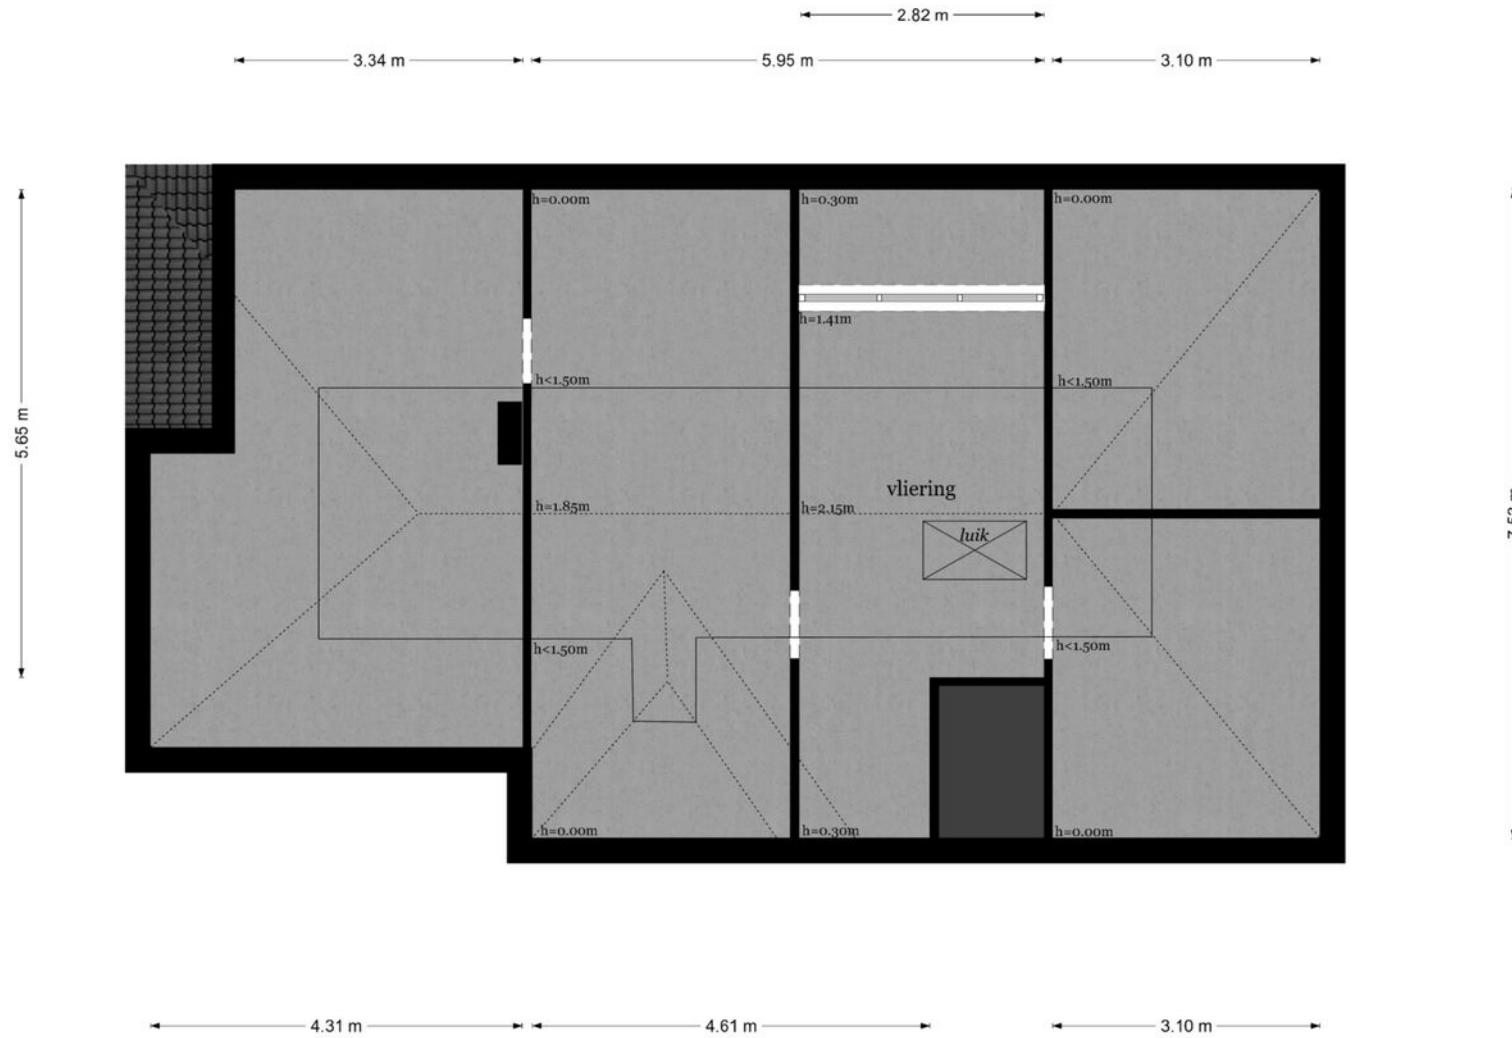 2.82 m
3.34 m
5.95 m
3.10 m
h=0.00m
h=0.30m
h=0.00m
h=1.41m
h<1.50m
h<1.50m
5.65 m
vliering
h=1.85m
h=2.15m
luik
h<1.50m
h<1.50m
h=0.00m
h=0.30m
h=0.00m
4.31 m
4.61 m
3.10 m